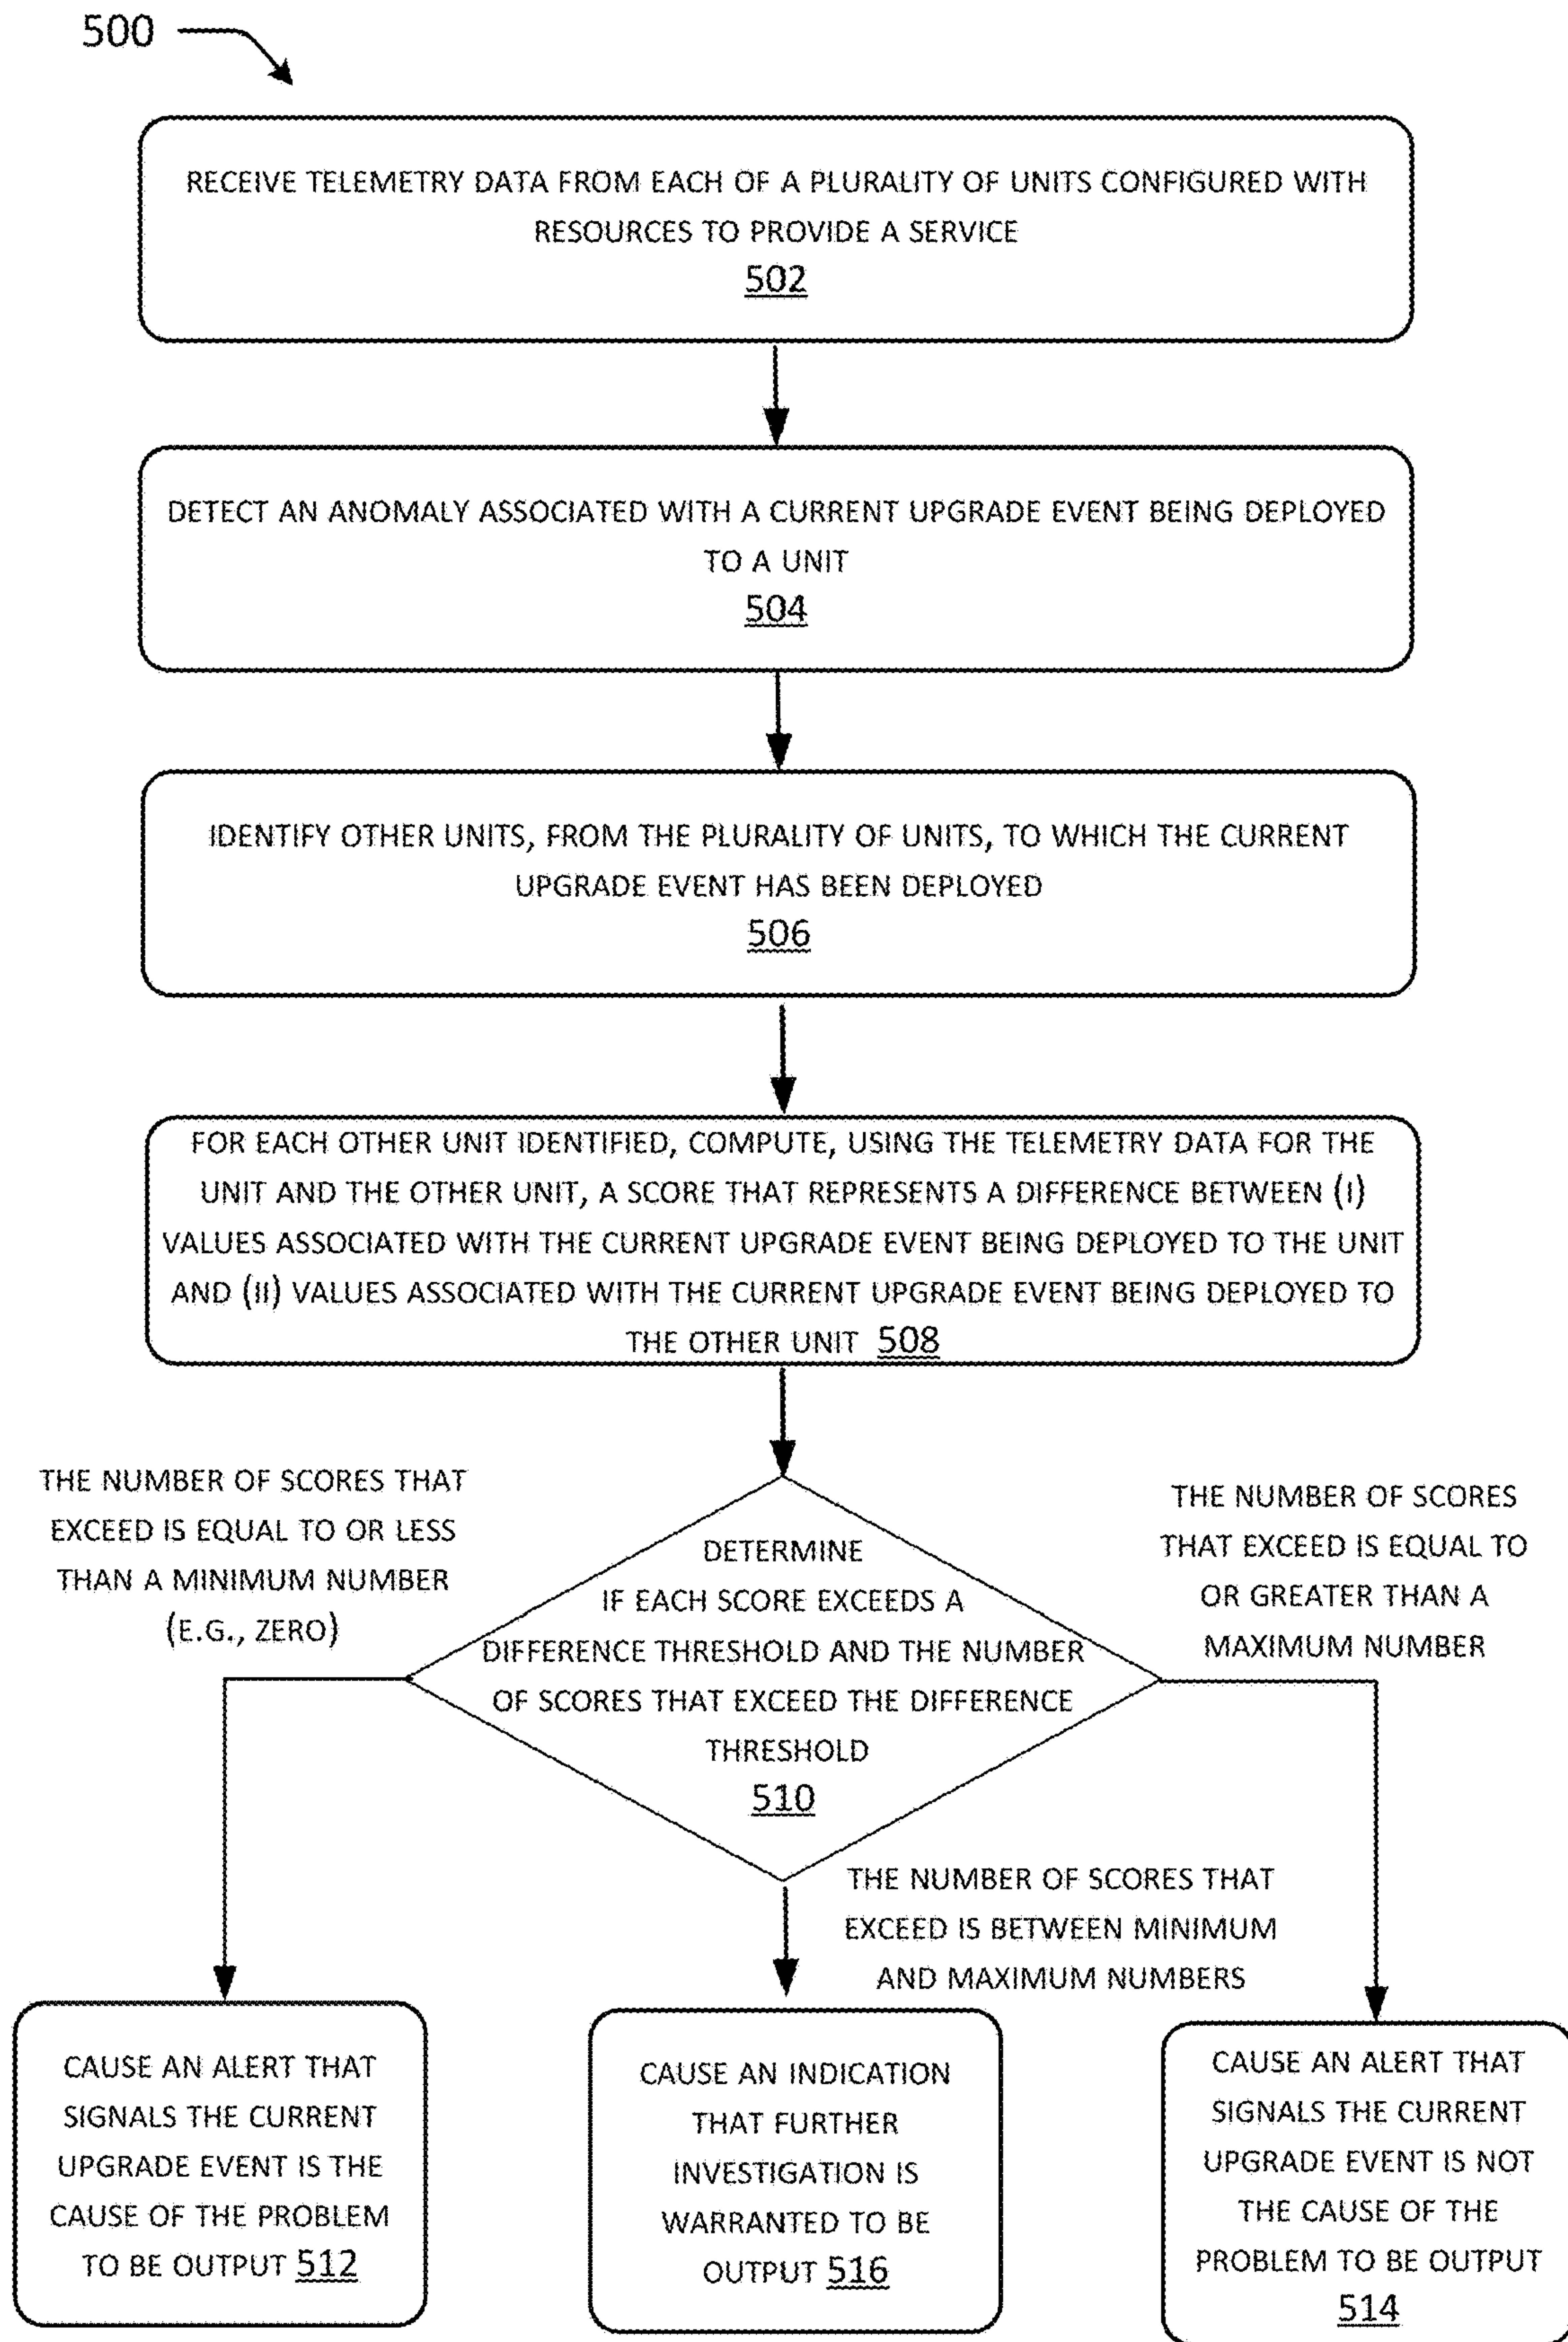 500
RECEIVE TELEMETRY DATA FROM EACH OF A PLURALITY OF UNITS CONFIGURED WITH
RESOURCES TO PROVIDE A SERVICE
502
DETECT AN ANOMALY ASSOCIATED WITH A CURRENT UPGRADE EVENT BEING DEPLOYED
TO A UNIT
504
IDENTIFY OTHER UNITS, FROM THE PLURALITY OF UNITS, TO WHICH THE CURRENT
UPGRADE EVENT HAS BEEN DEPLOYED
506
FOR EACH OTHER UNIT IDENTIFIED, COMPUTE, USING THE TELEMETRY DATA FOR THE
UNIT AND THE OTHER UNIT, A SCORE THAT REPRESENTS A DIFFERENCE BETWEEN (I)
VALUES ASSOCIATED WITH THE CURRENT UPGRADE EVENT BEING DEPLOYED TO THE UNIT
AND (II) VALUES ASSOCIATED WITH THE CURRENT UPGRADE EVENT BEING DEPLOYED TO
THE OTHER UNIT 508
THE NUMBER OF SCORES THAT
EXCEED IS EQUAL TO OR LESS
THAN A MINIMUM NUMBER
(E.G., ZERO)
DETERMINE
IF EACH SCORE EXCEEDS A
DIFFERENCE THRESHOLD AND THE NUMBER
OF SCORES THAT EXCEED THE DIFFERENCE
THRESHOLD
510
THE NUMBER OF SCORES
THAT EXCEED IS EQUAL TO
OR GREATER THAN A
MAXIMUM NUMBER
THE NUMBER OF SCORES THAT
EXCEED IS BETWEEN MINIMUM
AND MAXIMUM NUMBERS
CAUSE AN ALERT THAT
SIGNALS THE CURRENT
UPGRADE EVENT IS THE
CAUSE OF THE PROBLEM
TO BE OUTPUT 512
CAUSE AN INDICATION
THAT FURTHER
INVESTIGATION IS
WARRANTED TO BE
OUTPUT 516
CAUSE AN ALERT THAT
SIGNALS THE CURRENT
UPGRADE EVENT IS NOT
THE CAUSE OF THE
PROBLEM TO BE OUTPUT
514